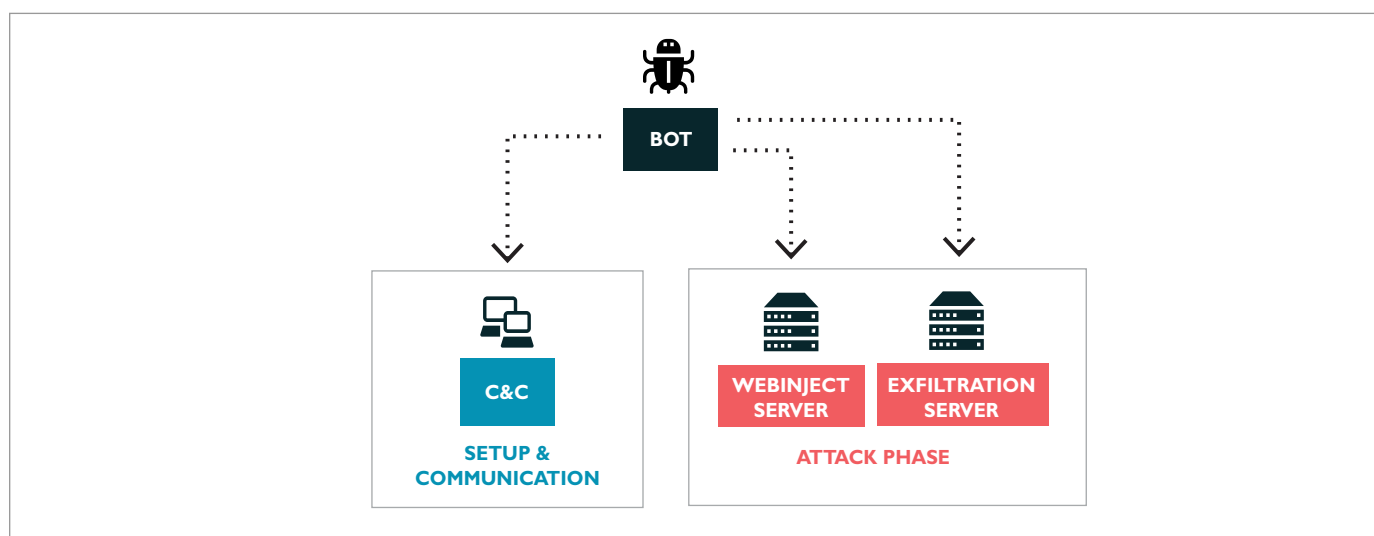 BOT
C&C
SETUP &
COMMUNICATION
WEBINJECT
SERVER
EXFILTRATION
SERVER
ATTACK PHASE